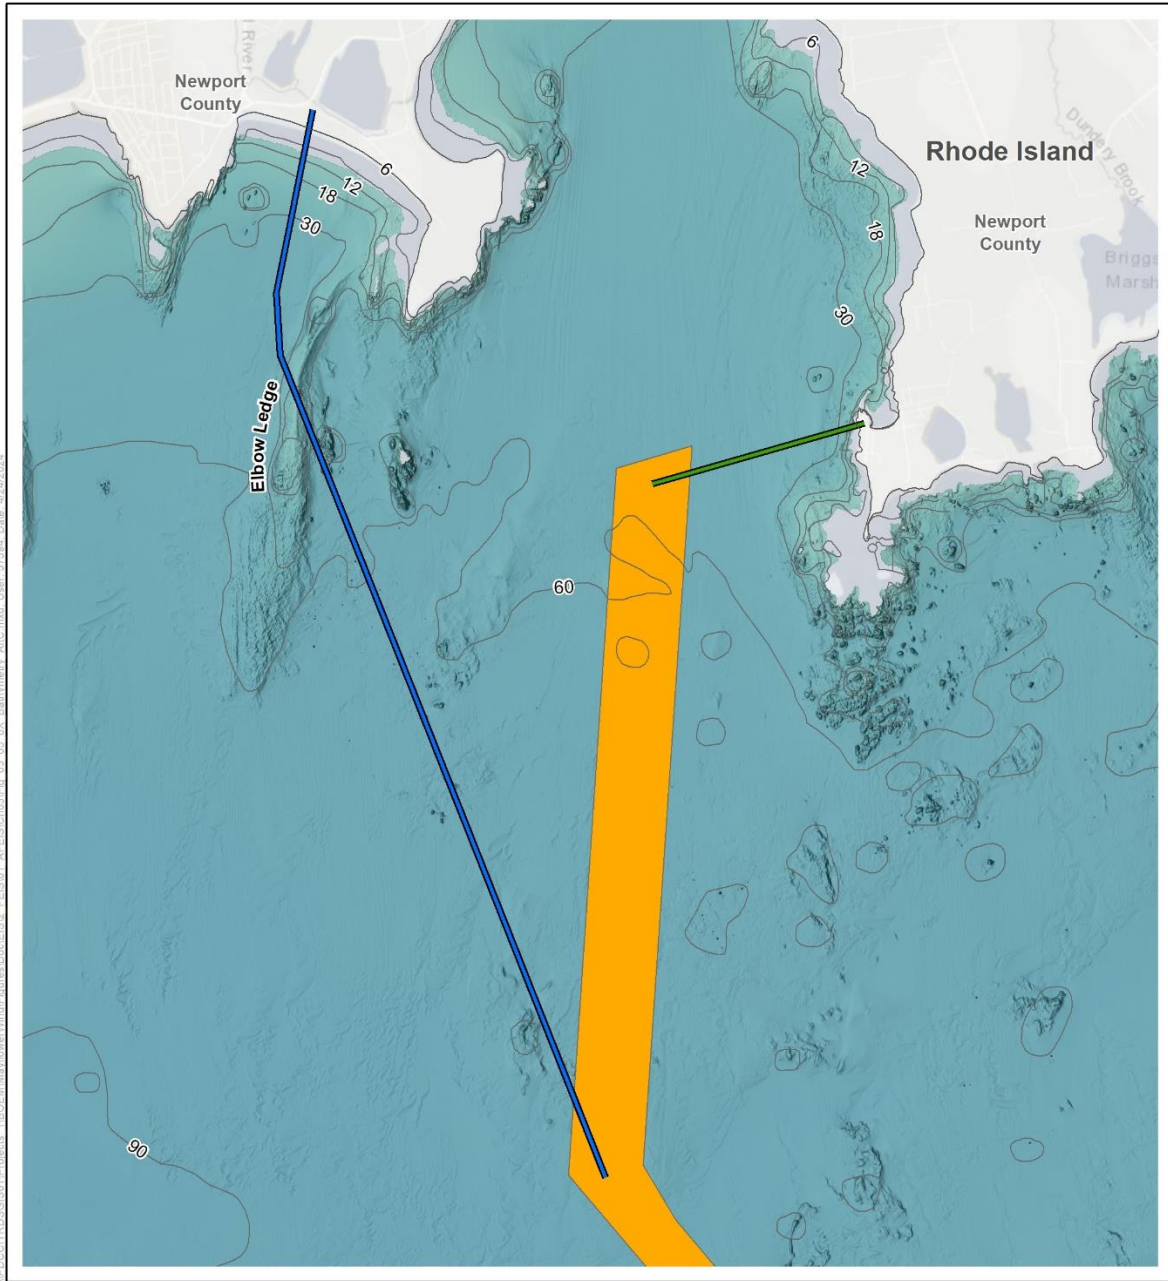 6
l River
Newport
County
Rhode Island
Dundery Brook
12
6
12
18
18
30
Newport
County
Briggs
Marsh
30
Elbow Ledge
60
90